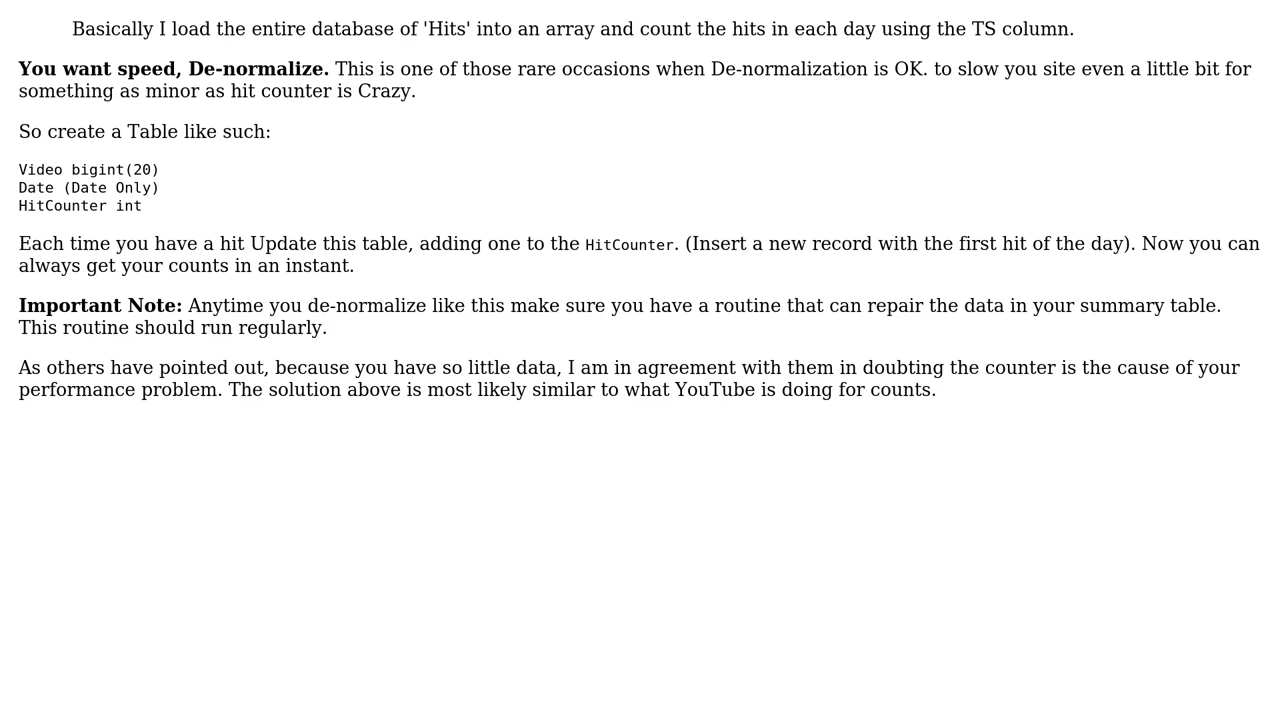 Basically I load the entire database of 'Hits' into an array and count the hits in each day using the TS column.
You want speed, De-normalize. This is one of those rare occasions when De-normalization is OK. to slow you site even a little bit for
something as minor as hit counter is Crazy.
So create a Table like such:
Video bigint(20)
Date (Date Only)
HitCounter int
Each time you have a hit Update this table, adding one to the HitCounter. (Insert a new record with the first hit of the day). Now you can
always get your counts in an instant.
Important Note: Anytime you de-normalize like this make sure you have a routine that can repair the data in your summary table.
This routine should run regularly.
As others have pointed out, because you have so little data, I am in agreement with them in doubting the counter is the cause of your
performance problem. The solution above is most likely similar to what YouTube is doing for counts.